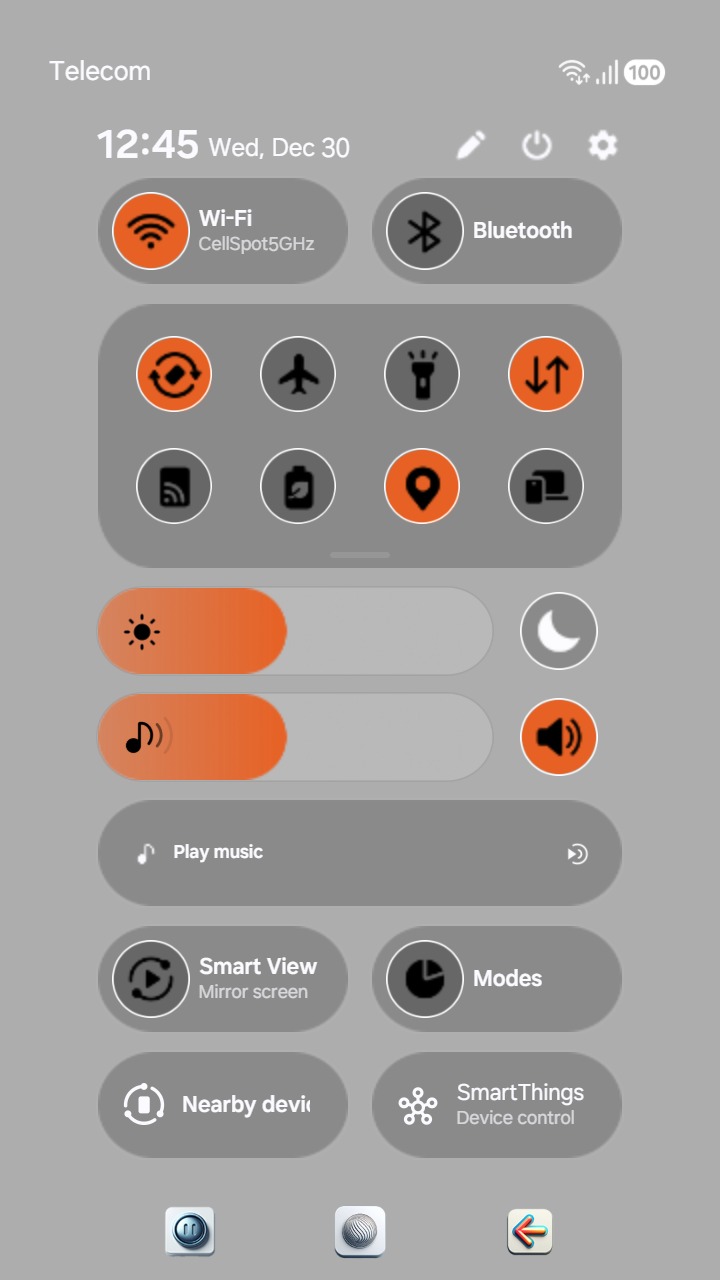 Telecom
100
12:45 Wed, Dec 30
Wi-Fi
CellSpot5GHz
Bluetooth
Play music
Smart View
Mirror screen
Modes
Nearby devic
SmartThings
Device control